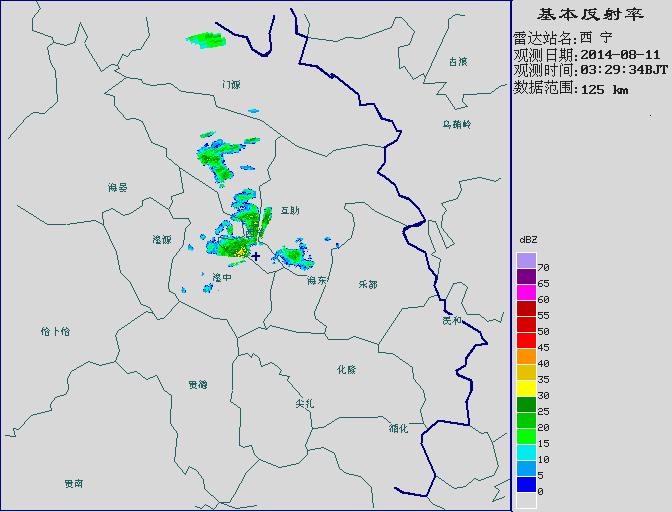 基本反射率
雷达站名:西 宁
观测日期:2014-08-11
观测时间:03:29:34BJT
数据范围:125 km
古浪
门源
乌鞘岭
海晏
互助
湟源
西
湟中
海东
乐都
民和
恰卜恰
化隆
贵德
尖扎
循化
贵南
dBZ
70
65
60
55
50
45
40
35
30
25
20
15
10
5
0